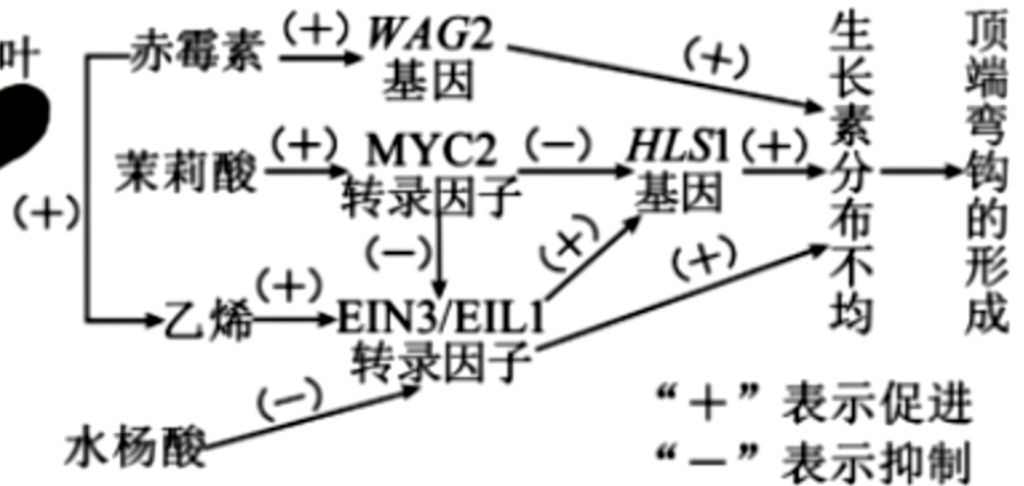 叶
赤霉素 (+) WAG2 (+)
基因
茉莉酸 (+) MYC2 (−) HLS1 (+)
转录因子 基因
(+)
(−) (+) (+)
乙烯 (+) EIN3/EIL1
转录因子
水杨酸 (−)
生长素分布不均
顶端弯钩的形成
“+”表示促进
“−”表示抑制